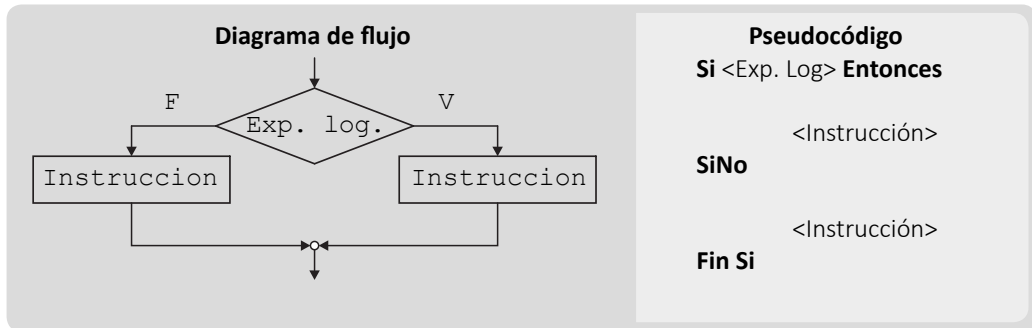 Diagrama de flujo
F
V
Exp. log.
Instruccion
Instruccion
Pseudocódigo
Si <Exp. Log> Entonces
<Instrucción>
SiNo
<Instrucción>
Fin Si